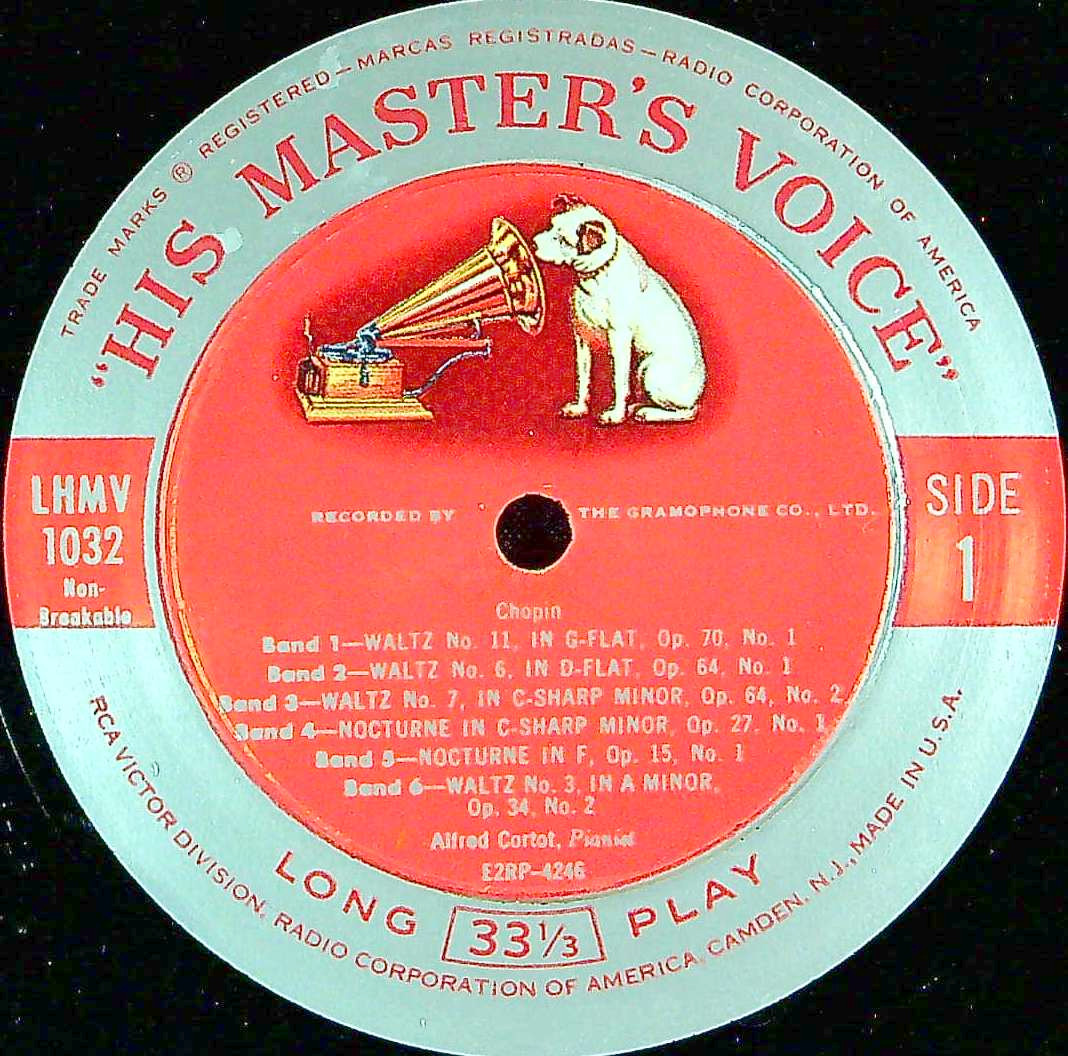 TRADE MARKS ® REGISTERED—MARCAS REGISTRADAS—RADIO CORPORATION OF AMERICA
"HIS MASTER'S VOICE"
LHMV
1032
Non-
Breakable
SIDE
1
RECORDED BY THE GRAMOPHONE CO., LTD.
Chopin
Band 1—WALTZ No. 11, IN G-FLAT, Op. 70, No. 1
Band 2—WALTZ No. 6, IN D-FLAT, Op. 64, No. 1
Band 3—WALTZ No. 7, IN C-SHARP MINOR, Op. 64, No. 2
Band 4—NOCTURNE IN C-SHARP MINOR, Op. 27, No. 1
Band 5—NOCTURNE IN F, Op. 15, No. 1
Band 6—WALTZ No. 3, IN A MINOR,
Op. 34, No. 2
Alfred Cortot, Pianist
E2RP-4246
LONG 33⅓ PLAY
RCA VICTOR DIVISION, RADIO CORPORATION OF AMERICA, CAMDEN, N.J., MADE IN U.S.A.